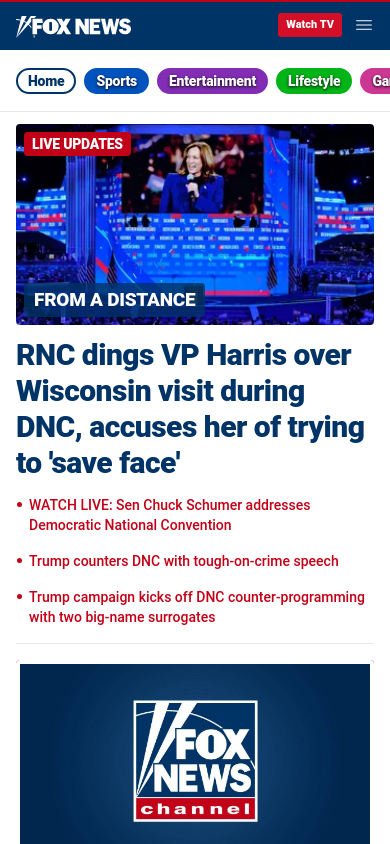 FOX NEWS
Watch TV
Home
Sports
Entertainment
Lifestyle
Ga
LIVE UPDATES
FROM A DISTANCE
RNC dings VP Harris over
Wisconsin visit during
DNC, accuses her of trying
to 'save face'
WATCH LIVE: Sen Chuck Schumer addresses
Democratic National Convention
Trump counters DNC with tough-on-crime speech
Trump campaign kicks off DNC counter-programming
with two big-name surrogates
FOX
NEWS
channel